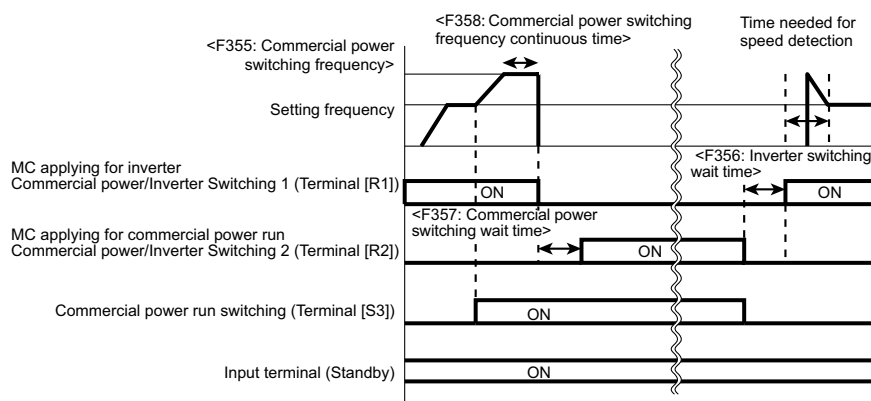 <F358: Commercial power switching
frequency continuous time>
Time needed for
speed detection
<F355: Commercial power
switching frequency>
Setting frequency
<F356: Inverter switching
wait time>
MC applying for inverter
Commercial power/Inverter Switching 1 (Terminal [R1])
ON
ON
<F357: Commercial power
switching wait time>
MC applying for commercial power run
Commercial power/Inverter Switching 2 (Terminal [R2])
ON
Commercial power run switching (Terminal [S3])
ON
Input terminal (Standby)
ON